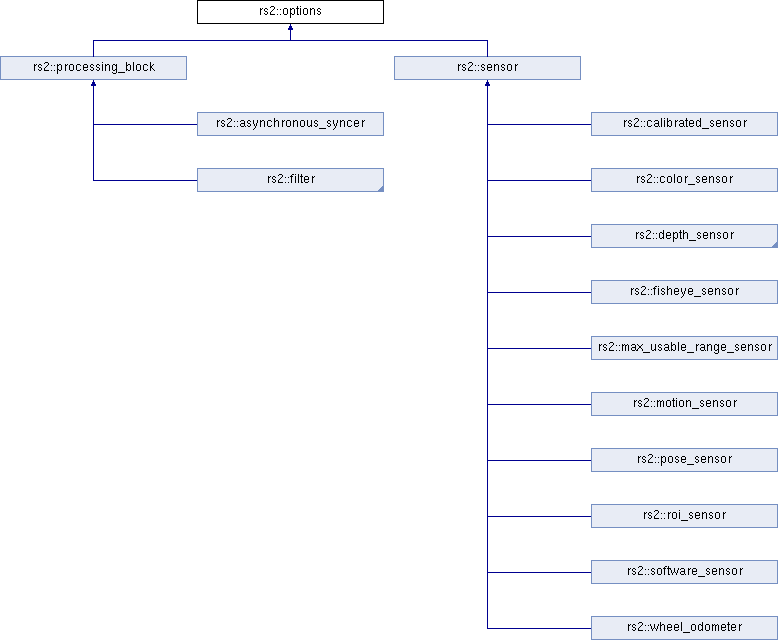 rs2::options
rs2::processing_block
rs2::sensor
rs2::asynchronous_syncer
rs2::calibrated_sensor
rs2::filter
rs2::color_sensor
rs2::depth_sensor
rs2::fisheye_sensor
rs2::max_usable_range_sensor
rs2::motion_sensor
rs2::pose_sensor
rs2::roi_sensor
rs2::software_sensor
rs2::wheel_odometer